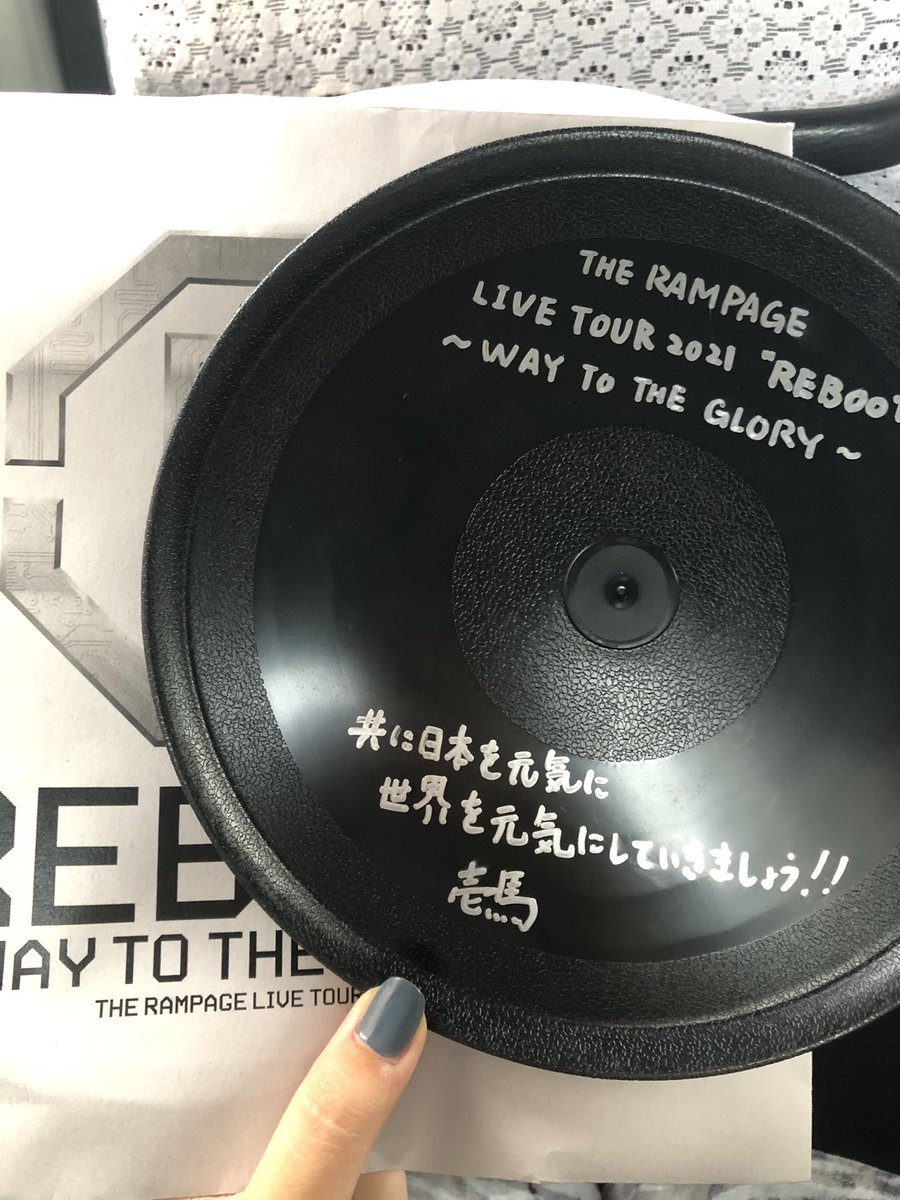 THE RAMPAGE
LIVE TOUR 2021 "REBOOT
~WAY TO THE GLORY~
共に日本を元気に
世界を元気にしていきましょう!!
壱馬
REB
WAY TO THE
THE RAMPAGE LIVE TOUR